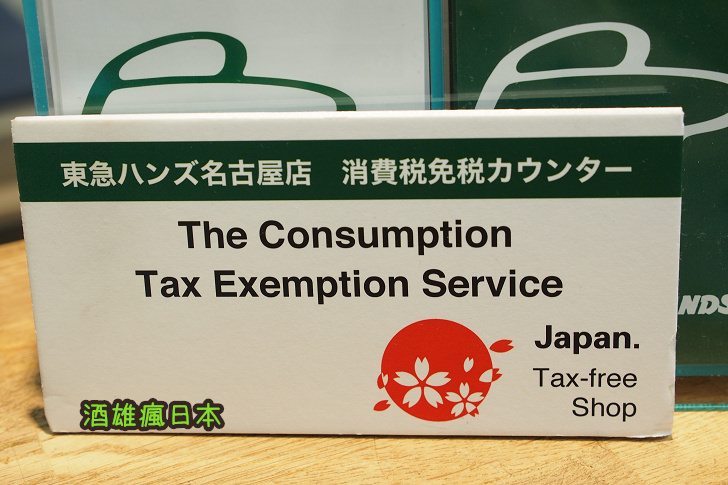 東急ハンズ名古屋店　消費税免税カウンター
The Consumption
Tax Exemption Service
Japan.
Tax-free
Shop
NDS
酒雄瘋日本